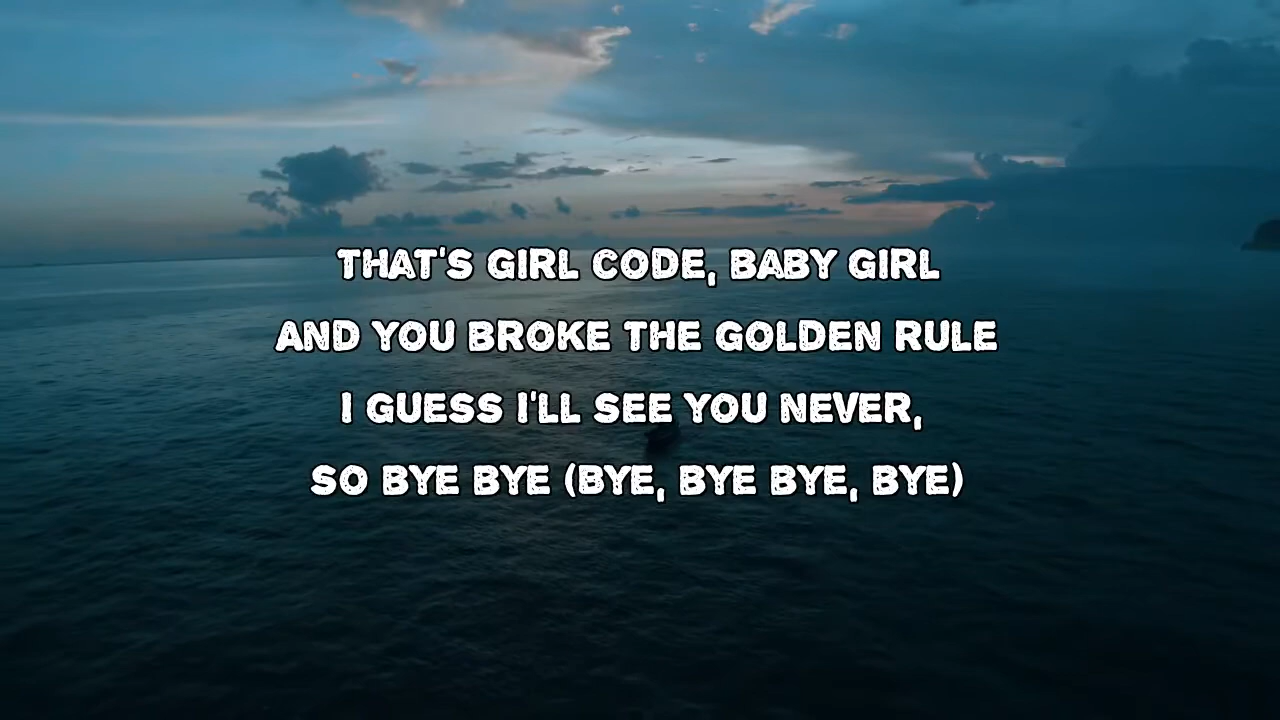 THAT'S GIRL CODE, BABY GIRL
AND YOU BROKE THE GOLDEN RULE
I GUESS I'LL SEE YOU NEVER,
SO BYE BYE (BYE, BYE BYE, BYE)